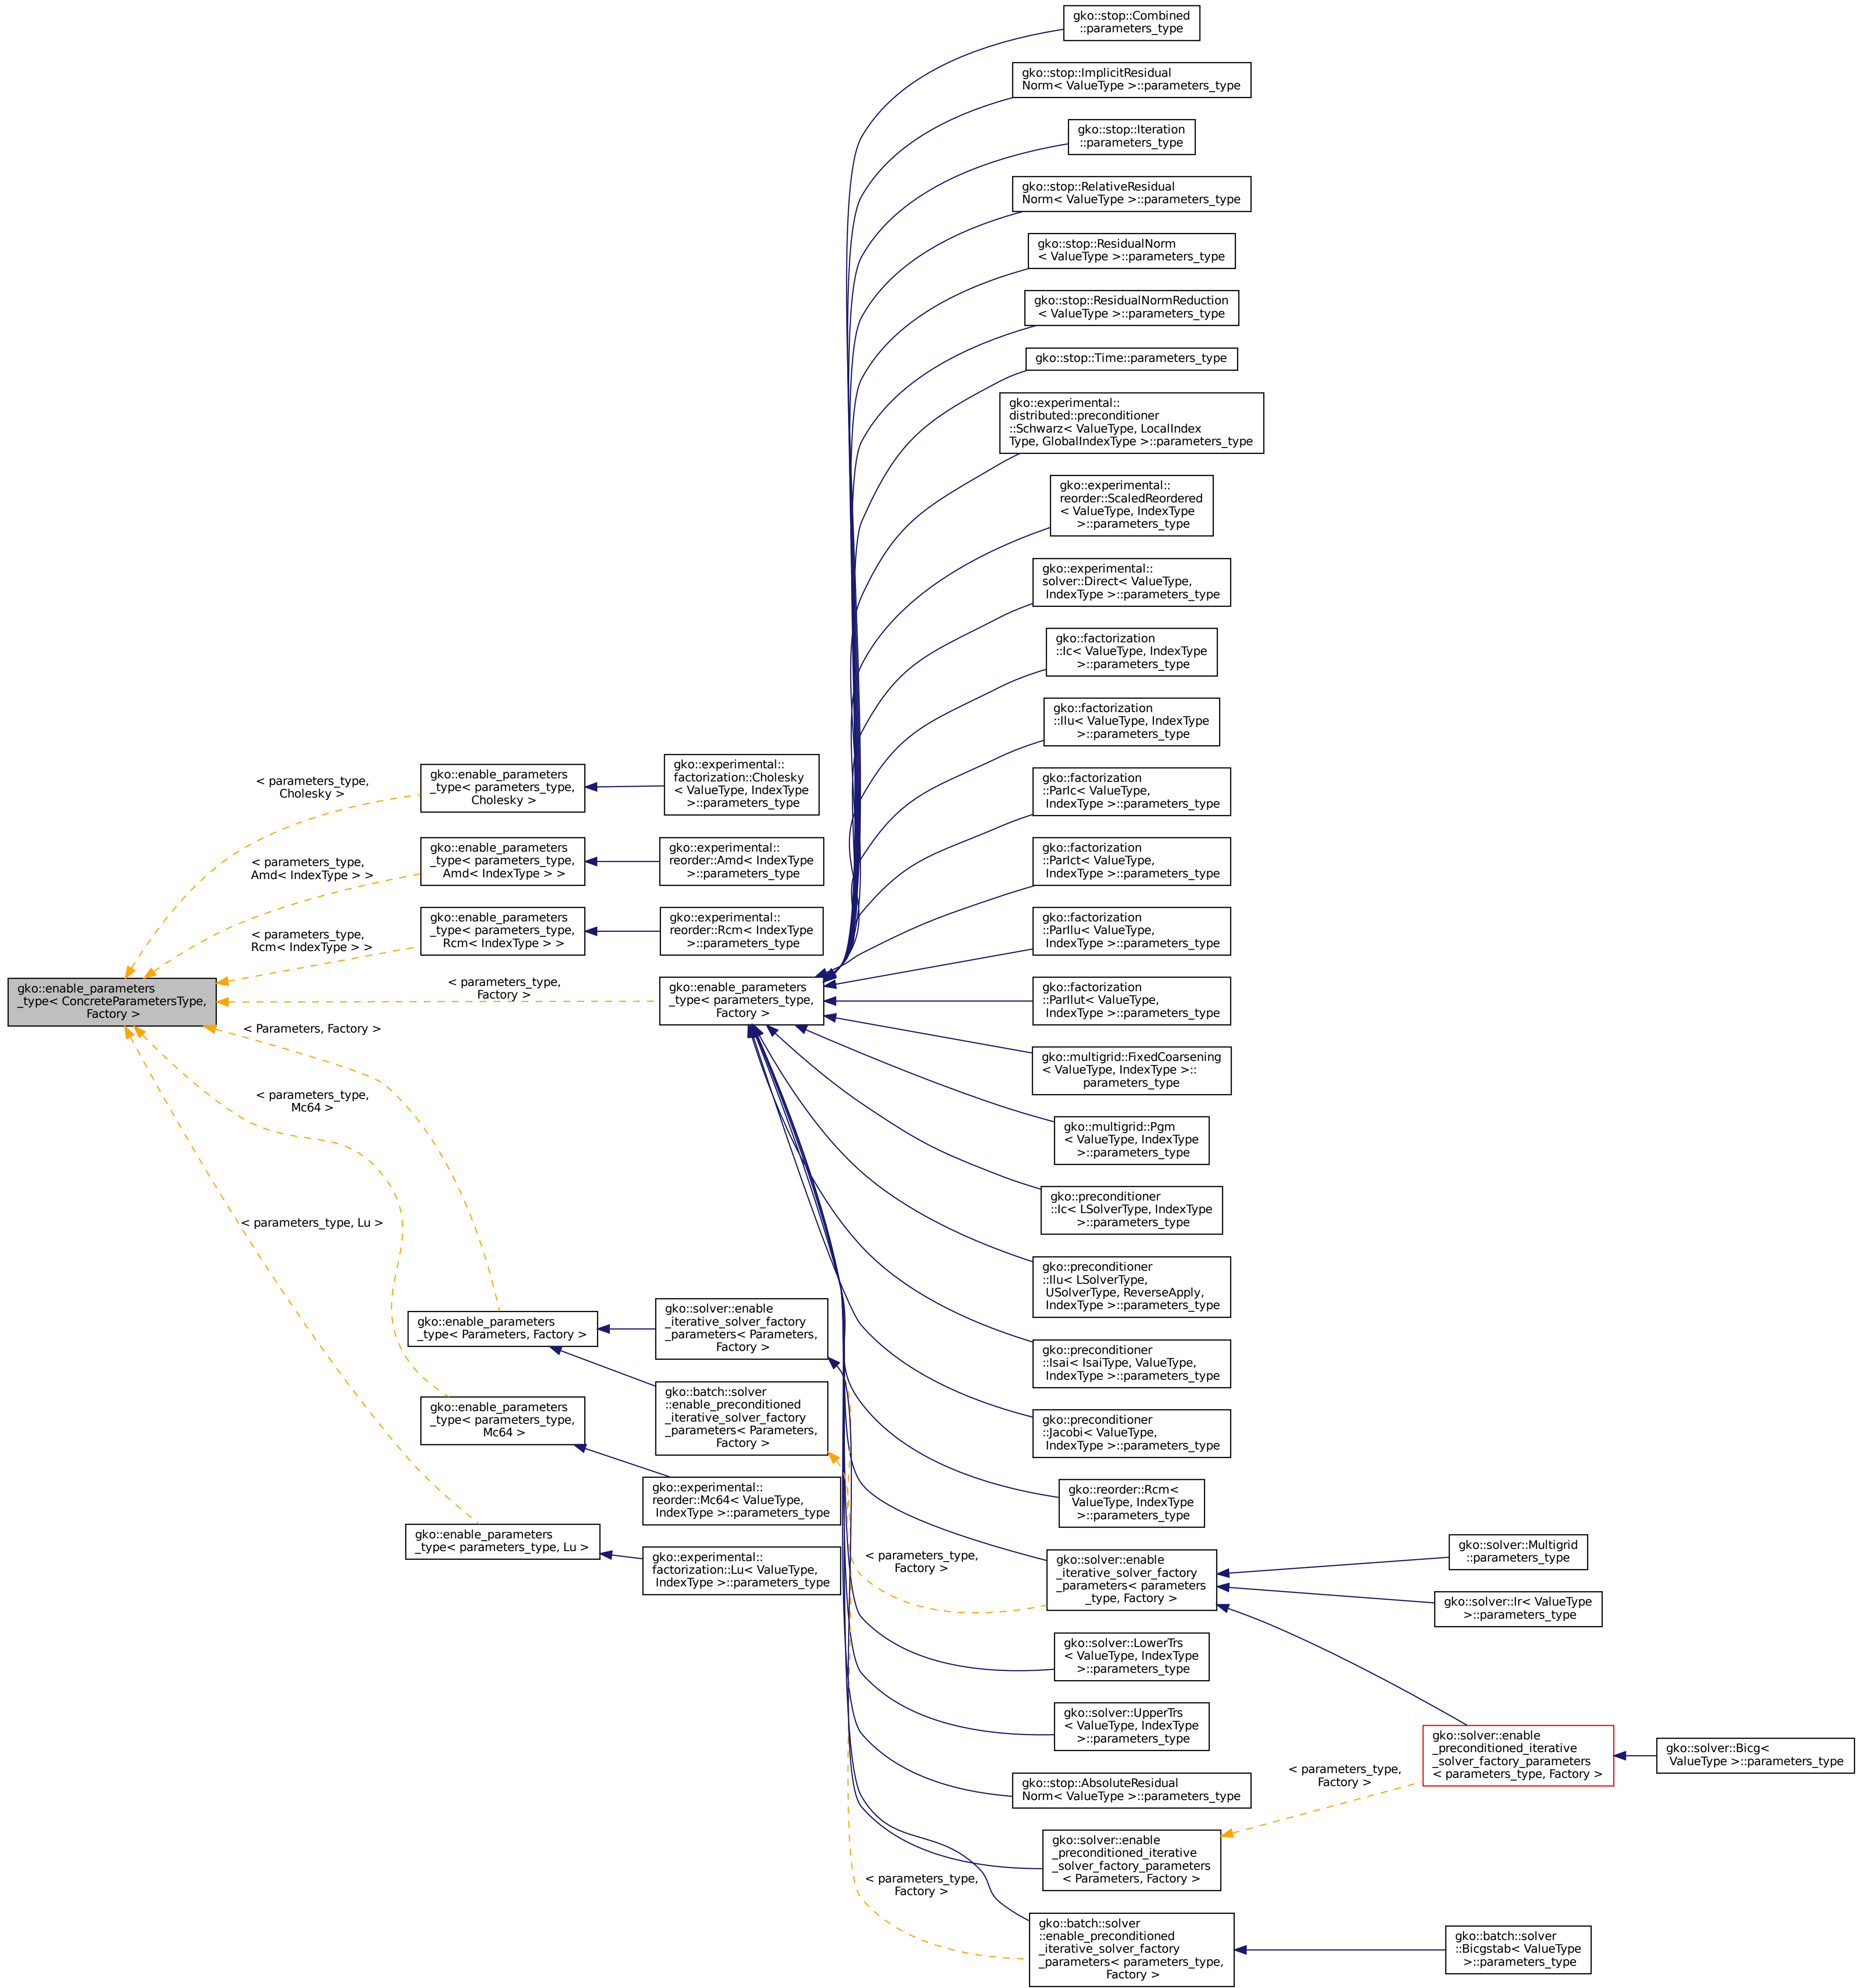 gko::stop::Combined
::parameters_type
gko::stop::ImplicitResidual
Norm< ValueType >::parameters_type
gko::stop::Iteration
::parameters_type
gko::stop::RelativeResidual
Norm< ValueType >::parameters_type
gko::stop::ResidualNorm
< ValueType >::parameters_type
gko::stop::ResidualNormReduction
< ValueType >::parameters_type
gko::stop::Time::parameters_type
gko::experimental::
distributed::preconditioner
::Schwarz< ValueType, LocalIndex
Type, GlobalIndexType >::parameters_type
gko::experimental::
reorder::ScaledReordered
< ValueType, IndexType
>::parameters_type
gko::experimental::
solver::Direct< ValueType,
IndexType >::parameters_type
gko::factorization
::Ic< ValueType, IndexType
>::parameters_type
gko::factorization
::Ilu< ValueType, IndexType
>::parameters_type
gko::factorization
::ParIc< ValueType,
IndexType >::parameters_type
gko::factorization
::ParIct< ValueType,
IndexType >::parameters_type
gko::factorization
::ParIlu< ValueType,
IndexType >::parameters_type
gko::factorization
::ParIlut< ValueType,
IndexType >::parameters_type
gko::multigrid::FixedCoarsening
< ValueType, IndexType >::
parameters_type
gko::multigrid::Pgm
< ValueType, IndexType
>::parameters_type
gko::preconditioner
::Ic< LSolverType, IndexType
>::parameters_type
gko::preconditioner
::Ilu< LSolverType,
USolverType, ReverseApply,
IndexType >::parameters_type
gko::preconditioner
::Isai< IsaiType, ValueType,
IndexType >::parameters_type
gko::preconditioner
::Jacobi< ValueType,
IndexType >::parameters_type
gko::reorder::Rcm<
ValueType, IndexType
>::parameters_type
gko::solver::enable
_iterative_solver_factory
_parameters< parameters
_type, Factory >
gko::solver::LowerTrs
< ValueType, IndexType
>::parameters_type
gko::solver::UpperTrs
< ValueType, IndexType
>::parameters_type
gko::stop::AbsoluteResidual
Norm< ValueType >::parameters_type
gko::solver::enable
_preconditioned_iterative
_solver_factory_parameters
< Parameters, Factory >
gko::batch::solver
::enable_preconditioned
_iterative_solver_factory
_parameters< parameters_type,
Factory >
gko::enable_parameters
_type< ConcreteParametersType,
Factory >
< parameters_type,
Cholesky >
< parameters_type,
Amd< IndexType > >
< parameters_type,
Rcm< IndexType > >
< parameters_type,
Factory >
< Parameters, Factory >
< parameters_type,
Mc64 >
< parameters_type, Lu >
gko::enable_parameters
_type< parameters_type,
Cholesky >
gko::enable_parameters
_type< parameters_type,
Amd< IndexType > >
gko::enable_parameters
_type< parameters_type,
Rcm< IndexType > >
gko::enable_parameters
_type< Parameters, Factory >
gko::enable_parameters
_type< parameters_type,
Mc64 >
gko::enable_parameters
_type< parameters_type, Lu >
gko::experimental::
factorization::Cholesky
< ValueType, IndexType
>::parameters_type
gko::experimental::
reorder::Amd< IndexType
>::parameters_type
gko::experimental::
reorder::Rcm< IndexType
>::parameters_type
gko::enable_parameters
_type< parameters_type,
Factory >
gko::solver::enable
_iterative_solver_factory
_parameters< Parameters,
Factory >
gko::batch::solver
::enable_preconditioned
_iterative_solver_factory
_parameters< Parameters,
Factory >
gko::experimental::
reorder::Mc64< ValueType,
IndexType >::parameters_type
gko::experimental::
factorization::Lu< ValueType,
IndexType >::parameters_type
< parameters_type,
Factory >
< parameters_type,
Factory >
gko::solver::Multigrid
::parameters_type
gko::solver::Ir< ValueType
>::parameters_type
< parameters_type,
Factory >
gko::solver::enable
_preconditioned_iterative
_solver_factory_parameters
< parameters_type, Factory >
gko::solver::Bicg<
ValueType >::parameters_type
gko::batch::solver
::Bicgstab< ValueType
>::parameters_type